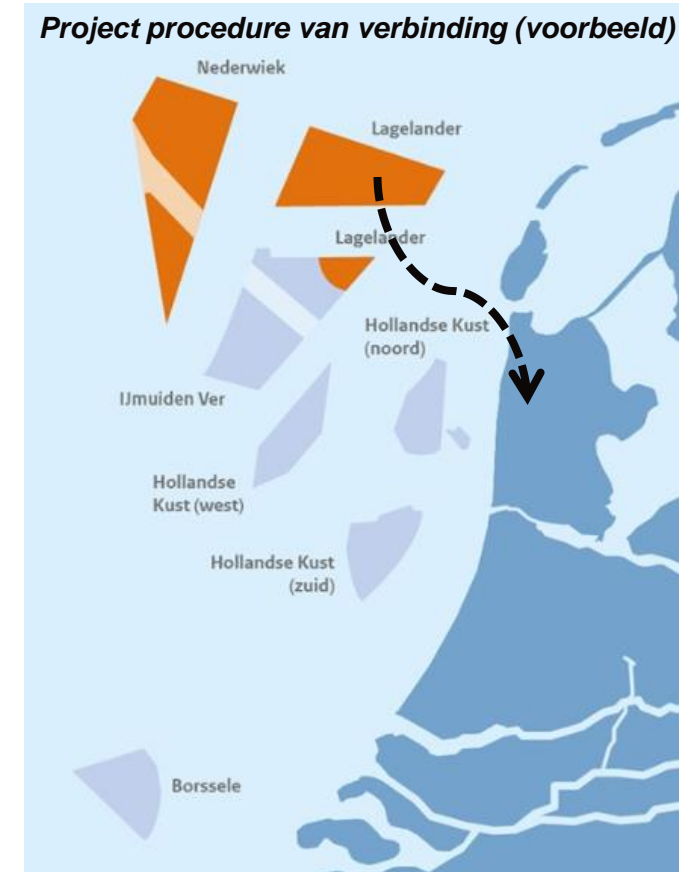 Project procedure van verbinding (voorbeeld)
Nederwiek
Lagelander
Lagelander
Hollandse Kust
(noord)
IJmuiden Ver
Hollandse
Kust (west)
Hollandse Kust
(zuid)
Borssele